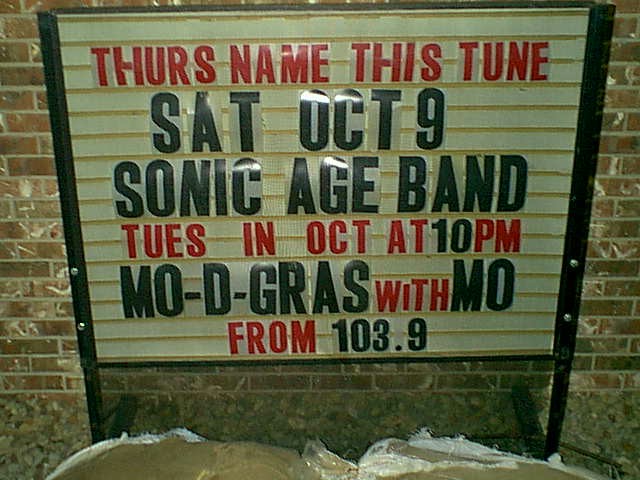 THURS NAME THIS TUNE
SAT OCT 9
SONIC AGE BAND
TUES IN OCT AT 10PM
MO-D-GRAS WiTH MO
FROM 103.9